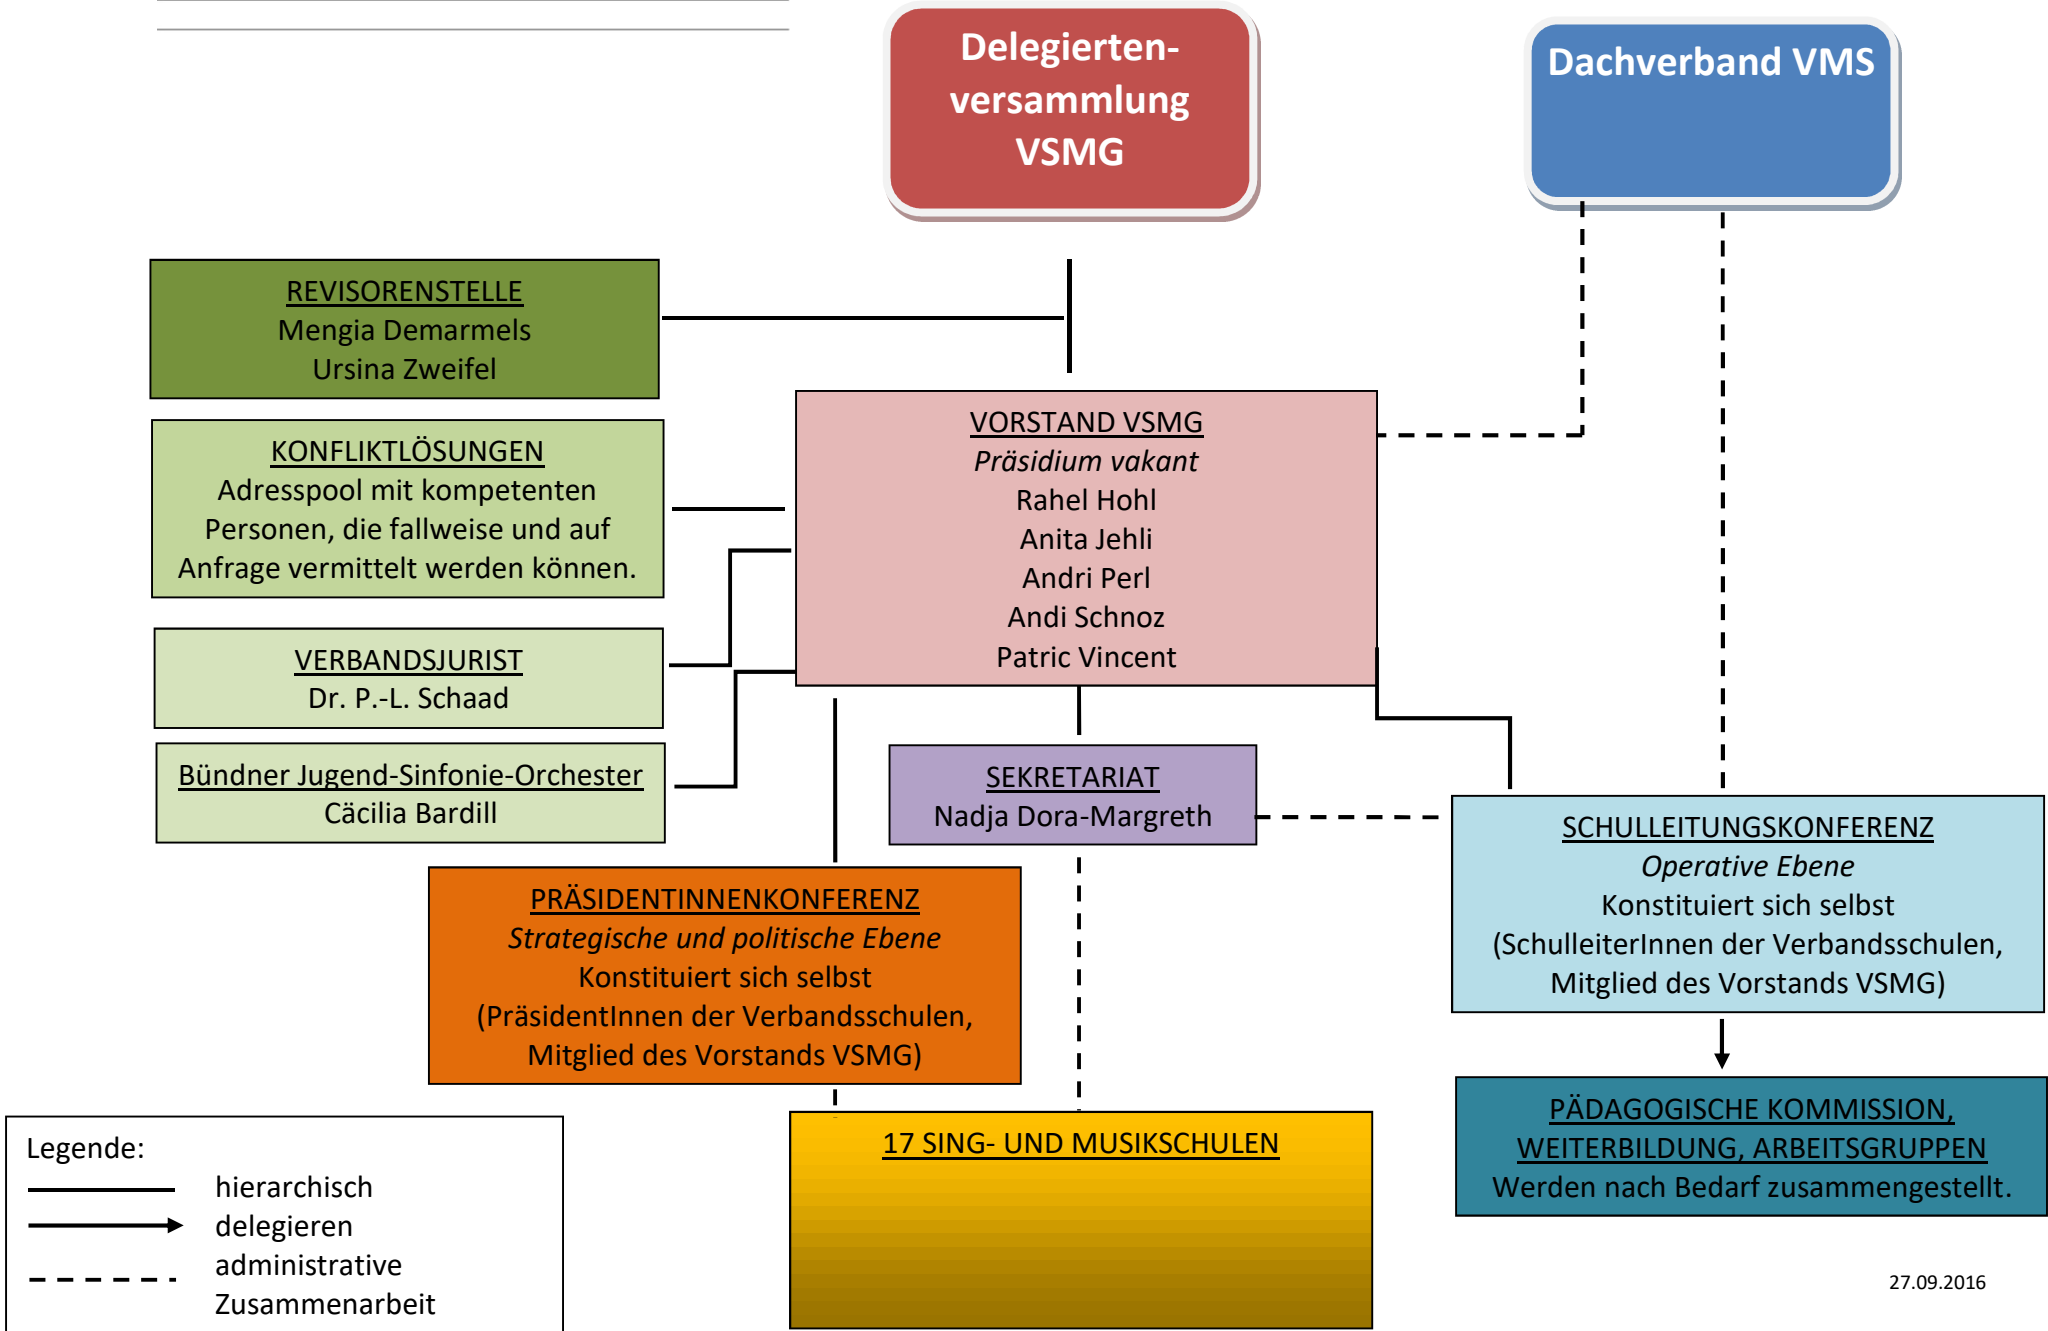 Delegierten-
versammlung
VSMG
Dachverband VMS
REVISORENSTELLE
Mengia Demarmels
Ursina Zweifel
KONFLIKTLÖSUNGEN
Adresspool mit kompetenten
Personen, die fallweise und auf
Anfrage vermittelt werden können.
VERBANDSJURIST
Dr. P.-L. Schaad
Bündner Jugend-Sinfonie-Orchester
Cäcilia Bardill
VORSTAND VSMG
Präsidium vakant
Rahel Hohl
Anita Jehli
Andri Perl
Andi Schnoz
Patric Vincent
SEKRETARIAT
Nadja Dora-Margreth
SCHULLEITUNGSKONFERENZ
Operative Ebene
Konstituiert sich selbst
(SchulleiterInnen der Verbandsschulen,
Mitglied des Vorstands VSMG)
PRÄSIDENTINNENKONFERENZ
Strategische und politische Ebene
Konstituiert sich selbst
(PräsidentInnen der Verbandsschulen,
Mitglied des Vorstands VSMG)
PÄDAGOGISCHE KOMMISSION,
WEITERBILDUNG, ARBEITSGRUPPEN
Werden nach Bedarf zusammengestellt.
17 SING- UND MUSIKSCHULEN
Legende:
hierarchisch
delegieren
administrative
Zusammenarbeit
27.09.2016